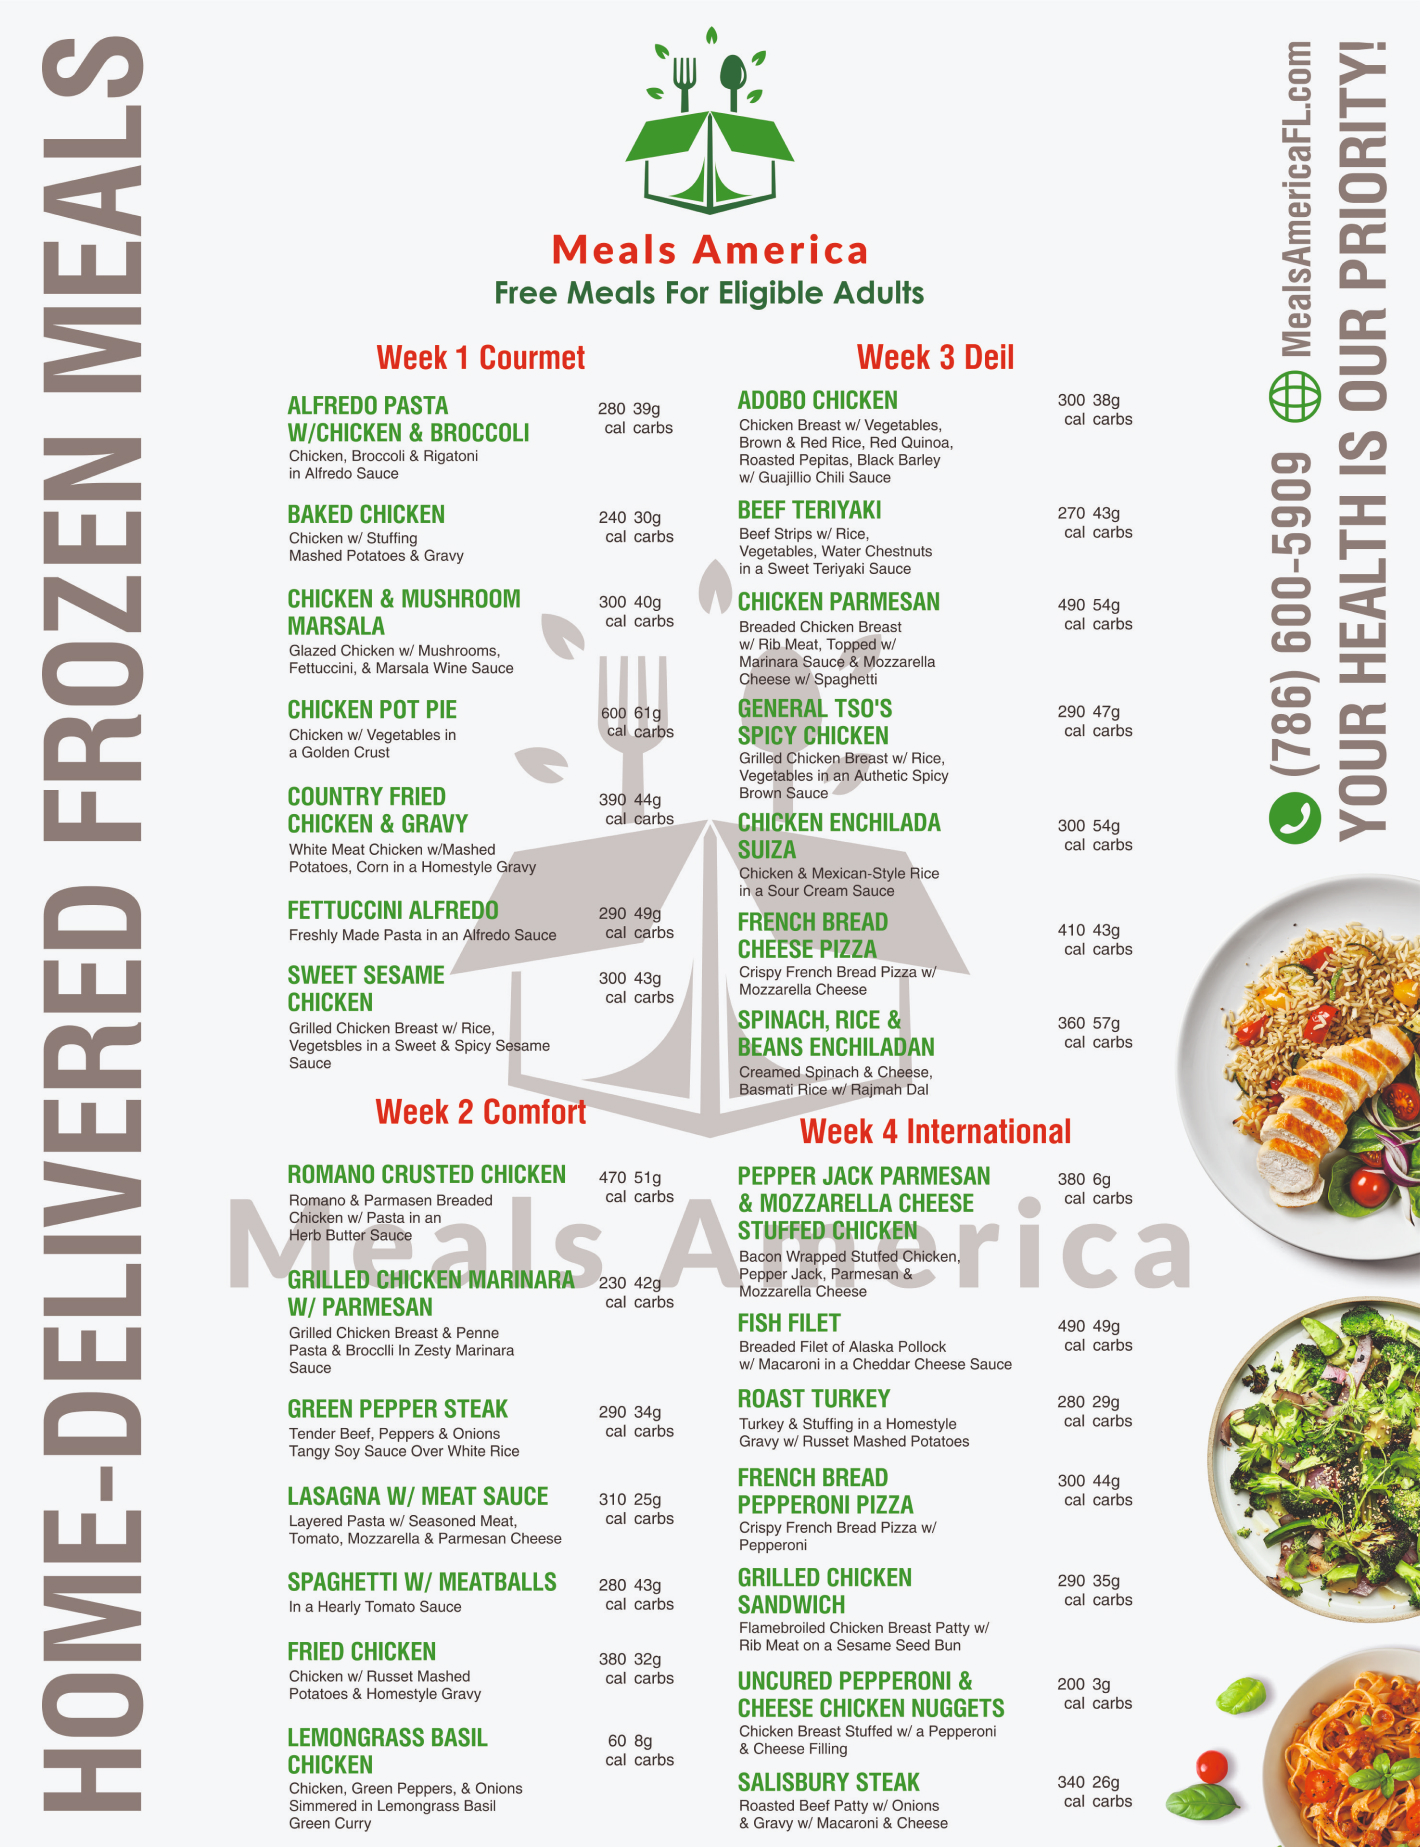 HOME-DELIVERED FROZEN MEALS
Meals America
Free Meals For Eligible Adults
Week 1 Courmet
ALFREDO PASTA
W/CHICKEN & BROCCOLI
280 39g
cal carbs
Chicken, Broccoli & Rigatoni
in Alfredo Sauce
BAKED CHICKEN
240 30g
cal carbs
Chicken w/ Stuffing
Mashed Potatoes & Gravy
CHICKEN & MUSHROOM
MARSALA
300 40g
cal carbs
Glazed Chicken w/ Mushrooms,
Fettuccini, & Marsala Wine Sauce
CHICKEN POT PIE
600 61g
cal carbs
Chicken w/ Vegetables in
a Golden Crust
COUNTRY FRIED
CHICKEN & GRAVY
390 44g
cal carbs
White Meat Chicken w/Mashed
Potatoes, Corn in a Homestyle Gravy
FETTUCCINI ALFREDO
290 49g
cal carbs
Freshly Made Pasta in an Alfredo Sauce
SWEET SESAME
CHICKEN
300 43g
cal carbs
Grilled Chicken Breast w/ Rice,
Vegetsbles in a Sweet & Spicy Sesame
Sauce
Week 2 Comfort
ROMANO CRUSTED CHICKEN
470 51g
cal carbs
Romano & Parmasen Breaded
Chicken w/ Pasta in an
Herb Butter Sauce
GRILLED CHICKEN MARINARA
W/ PARMESAN
230 42g
cal carbs
Grilled Chicken Breast & Penne
Pasta & Brocclli In Zesty Marinara
Sauce
GREEN PEPPER STEAK
290 34g
cal carbs
Tender Beef, Peppers & Onions
Tangy Soy Sauce Over White Rice
LASAGNA W/ MEAT SAUCE
310 25g
cal carbs
Layered Pasta w/ Seasoned Meat,
Tomato, Mozzarella & Parmesan Cheese
SPAGHETTI W/ MEATBALLS
280 43g
cal carbs
In a Hearly Tomato Sauce
FRIED CHICKEN
380 32g
cal carbs
Chicken w/ Russet Mashed
Potatoes & Homestyle Gravy
LEMONGRASS BASIL
CHICKEN
60 8g
cal carbs
Chicken, Green Peppers, & Onions
Simmered in Lemongrass Basil
Green Curry
Week 3 Deil
ADOBO CHICKEN
300 38g
cal carbs
Chicken Breast w/ Vegetables,
Brown & Red Rice, Red Quinoa,
Roasted Pepitas, Black Barley
w/ Guajillio Chili Sauce
BEEF TERIYAKI
270 43g
cal carbs
Beef Strips w/ Rice,
Vegetables, Water Chestnuts
in a Sweet Teriyaki Sauce
CHICKEN PARMESAN
490 54g
cal carbs
Breaded Chicken Breast
w/ Rib Meat, Topped w/
Marinara Sauce & Mozzarella
Cheese w/ Spaghetti
GENERAL TSO'S
SPICY CHICKEN
290 47g
cal carbs
Grilled Chicken Breast w/ Rice,
Vegetables in an Authetic Spicy
Brown Sauce
CHICKEN ENCHILADA
SUIZA
300 54g
cal carbs
Chicken & Mexican-Style Rice
in a Sour Cream Sauce
FRENCH BREAD
CHEESE PIZZA
410 43g
cal carbs
Crispy French Bread Pizza w/
Mozzarella Cheese
SPINACH, RICE &
BEANS ENCHILADAN
360 57g
cal carbs
Creamed Spinach & Cheese,
Basmati Rice w/ Rajmah Dal
Week 4 International
PEPPER JACK PARMESAN
& MOZZARELLA CHEESE
STUFFED CHICKEN
380 6g
cal carbs
Bacon Wrapped Stutfed Chicken,
Pepper Jack, Parmesan &
Mozzarella Cheese
FISH FILET
490 49g
cal carbs
Breaded Filet of Alaska Pollock
w/ Macaroni in a Cheddar Cheese Sauce
ROAST TURKEY
280 29g
cal carbs
Turkey & Stuffing in a Homestyle
Gravy w/ Russet Mashed Potatoes
FRENCH BREAD
PEPPERONI PIZZA
300 44g
cal carbs
Crispy French Bread Pizza w/
Pepperoni
GRILLED CHICKEN
SANDWICH
290 35g
cal carbs
Flamebroiled Chicken Breast Patty w/
Rib Meat on a Sesame Seed Bun
UNCURED PEPPERONI &
CHEESE CHICKEN NUGGETS
200 3g
cal carbs
Chicken Breast Stuffed w/ a Pepperoni
& Cheese Filling
SALISBURY STEAK
340 26g
cal carbs
Roasted Beef Patty w/ Onions
& Gravy w/ Macaroni & Cheese
Meals America
(786) 600-5909 MealsAmericaFL.com
YOUR HEALTH IS OUR PRIORITY!